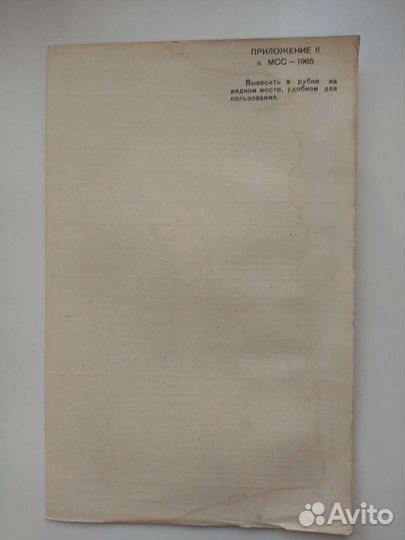 ПРИЛОЖЕНИЕ II
к МСС — 1965
Вывесить в рубке на
видном месте, удобном для
пользования.
Avito